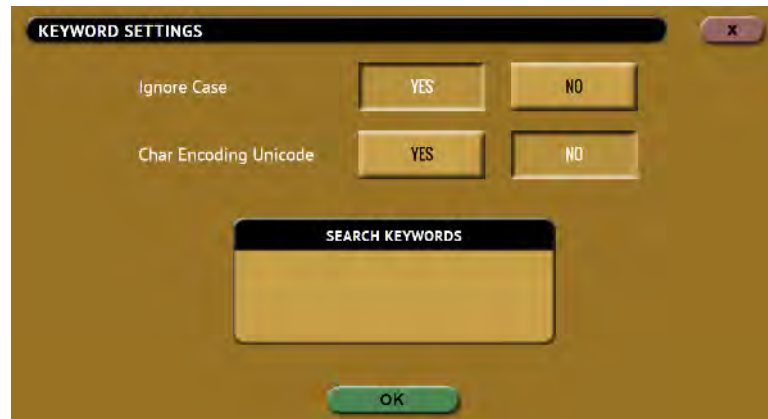 KEYWORD SETTINGS X
Ignore Case YES NO
Char Encoding Unicode YES NO
SEARCH KEYWORDS
OK